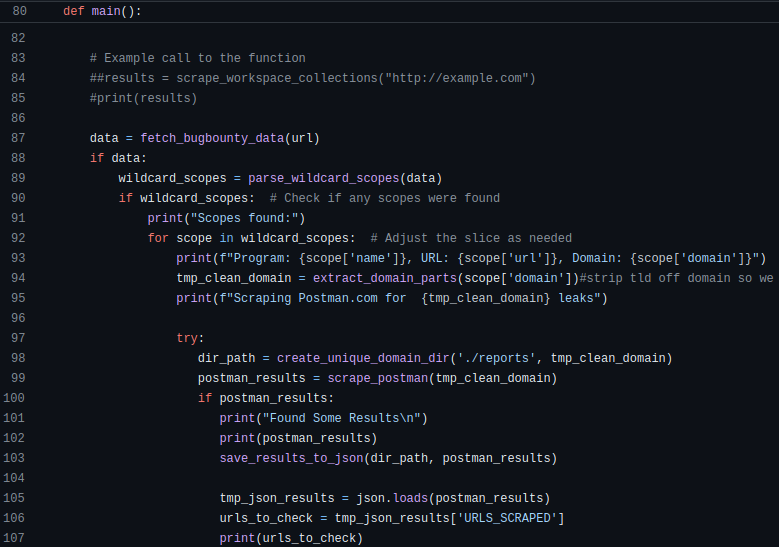 80 def main():
82
83 # Example call to the function
84 ##results = scrape_workspace_collections("http://example.com")
85 #print(results)
86
87 data = fetch_bugbounty_data(url)
88 if data:
89 wildcard_scopes = parse_wildcard_scopes(data)
90 if wildcard_scopes:  # Check if any scopes were found
91 print("Scopes found:")
92 for scope in wildcard_scopes:  # Adjust the slice as needed
93 print(f"Program: {scope['name']}, URL: {scope['url']}, Domain: {scope['domain']}")
94 tmp_clean_domain = extract_domain_parts(scope['domain'])#strip tld off domain so we
95 print(f"Scraping Postman.com for  {tmp_clean_domain} leaks")
96
97 try:
98 dir_path = create_unique_domain_dir('./reports', tmp_clean_domain)
99 postman_results = scrape_postman(tmp_clean_domain)
100 if postman_results:
101 print("Found Some Results\n")
102 print(postman_results)
103 save_results_to_json(dir_path, postman_results)
104
105 tmp_json_results = json.loads(postman_results)
106 urls_to_check = tmp_json_results['URLS_SCRAPED']
107 print(urls_to_check)